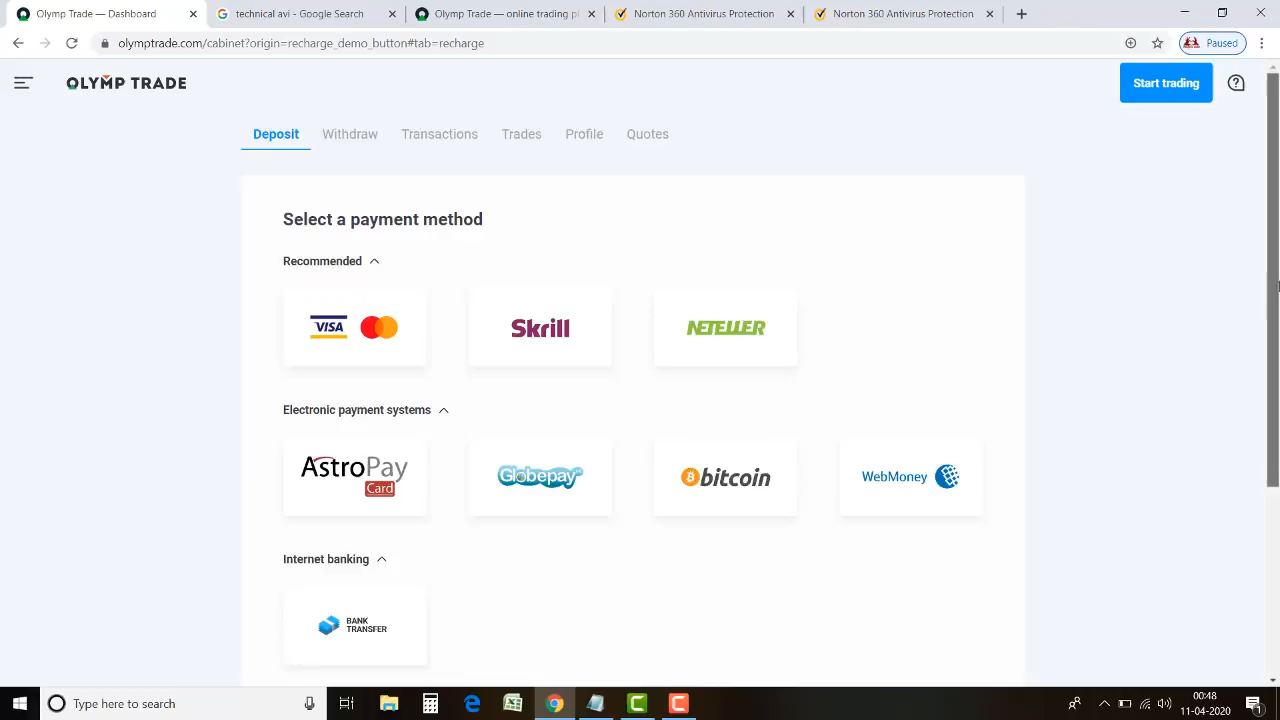 Olymp Trade - Dashboard
technical anlysis - Google Search
Olymp Trade — online trading pl
Norton 360 Antivirus Protection
Norton 360 Antivirus Protection
olymptrade.com/cabinet?origin=recharge_demo_button#tab=recharge
Paused
OLYMP TRADE
Start trading
Deposit Withdraw Transactions Trades Profile Quotes
Select a payment method
Recommended
VISA
Skrill
NETELLER
Electronic payment systems
AstroPay
Card
Globepay
bitcoin
WebMoney
Internet banking
BANK
TRANSFER
Type here to search
00:48
11-04-2020